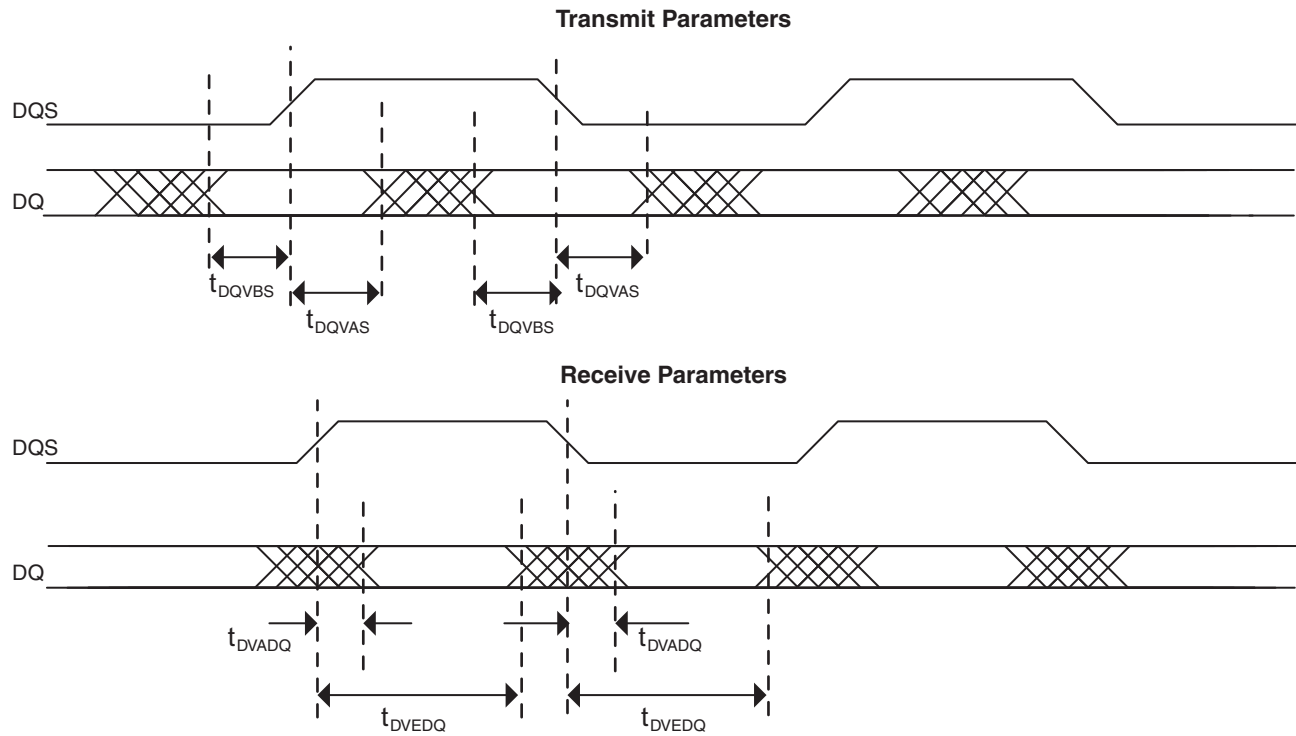 Transmit Parameters
DQS
DQ
tDQVBS
tDQVAS
tDQVBS
tDQVAS
Receive Parameters
DQS
DQ
tDVADQ
tDVADQ
tDVEDQ
tDVEDQ